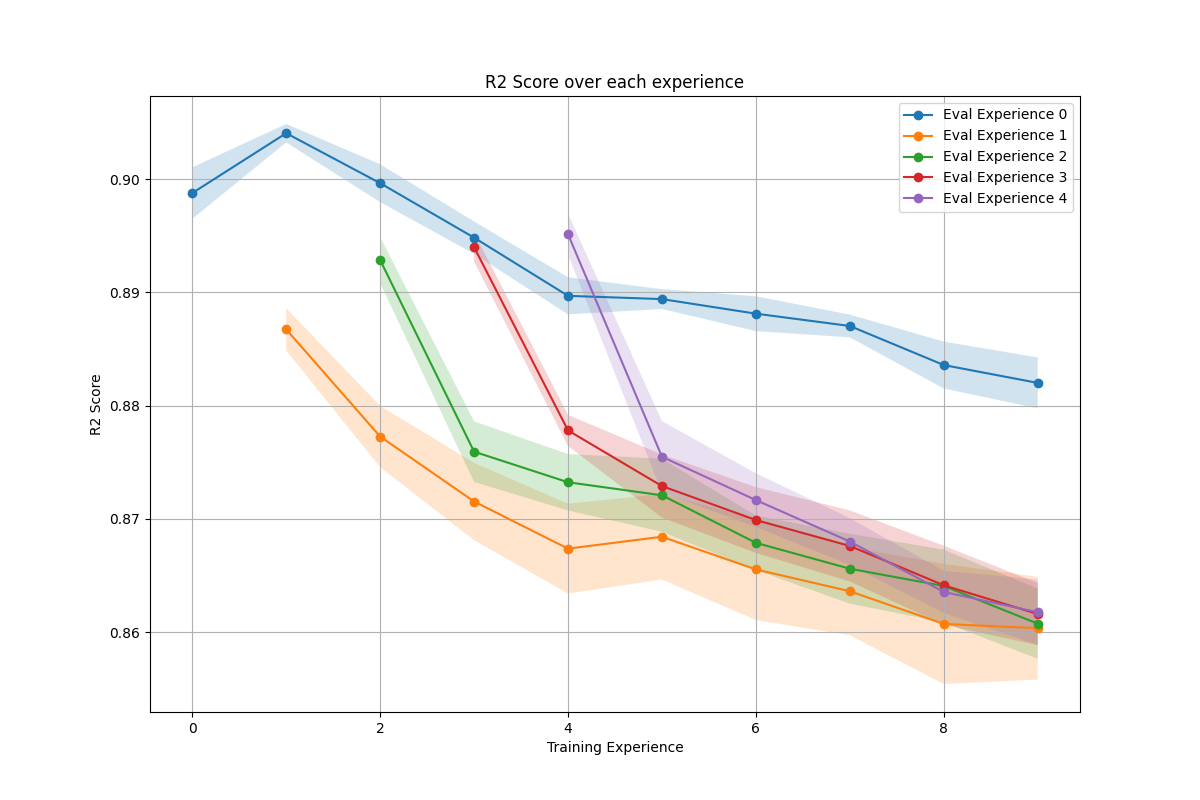 R2 Score over each experience
Eval Experience 0
Eval Experience 1
Eval Experience 2
Eval Experience 3
Eval Experience 4
0.90
0.89
0.88
0.87
0.86
R2 Score
0 2 4 6 8
Training Experience